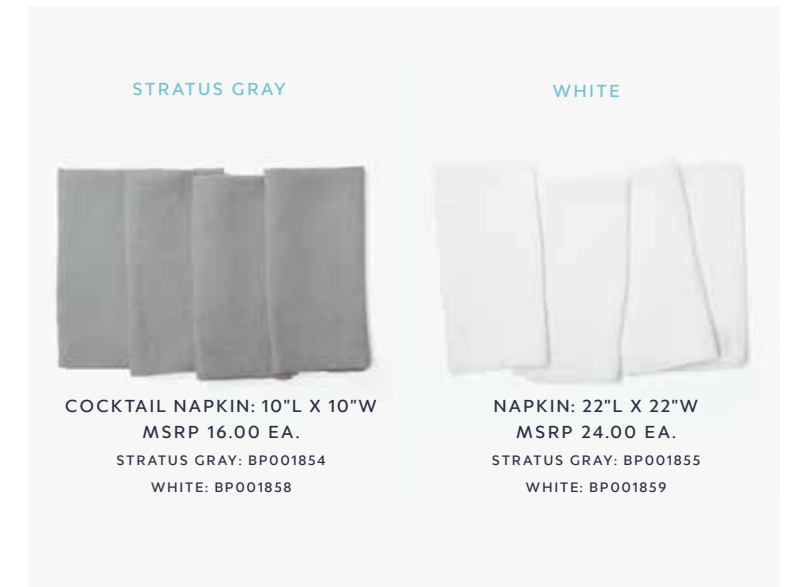 STRATUS GRAY
WHITE
COCKTAIL NAPKIN: 10"L X 10"W
MSRP 16.00 EA.
STRATUS GRAY: BP001854
WHITE: BP001858
NAPKIN: 22"L X 22"W
MSRP 24.00 EA.
STRATUS GRAY: BP001855
WHITE: BP001859